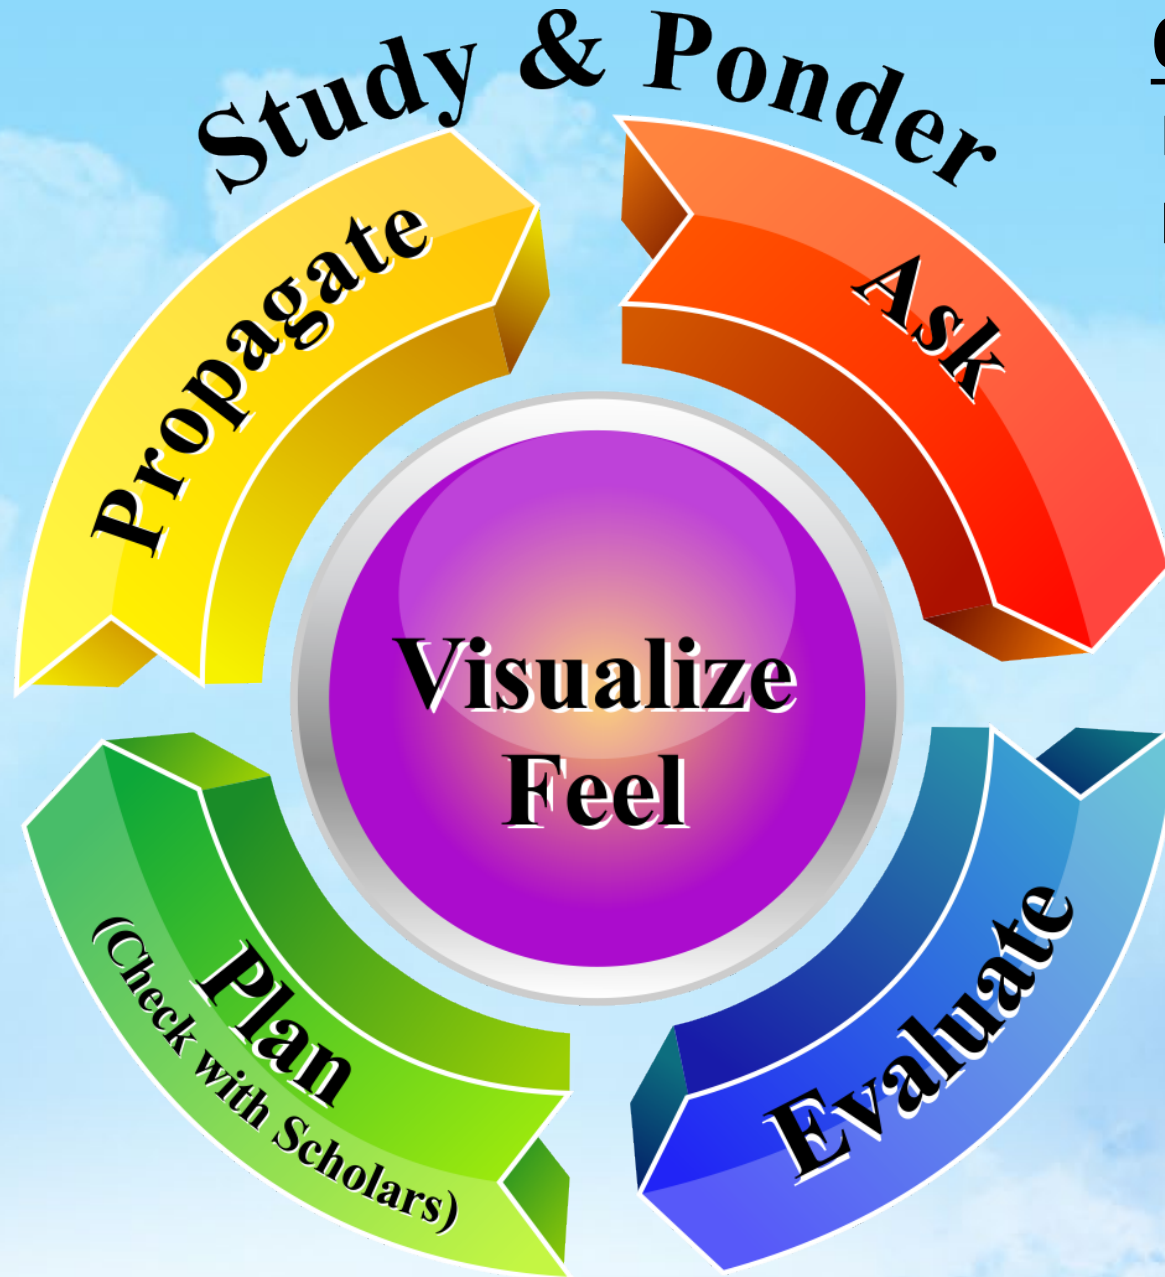 Study & Ponder
Propagate
Ask
Visualize
Feel
Plan
(Check with Scholars)
Evaluate